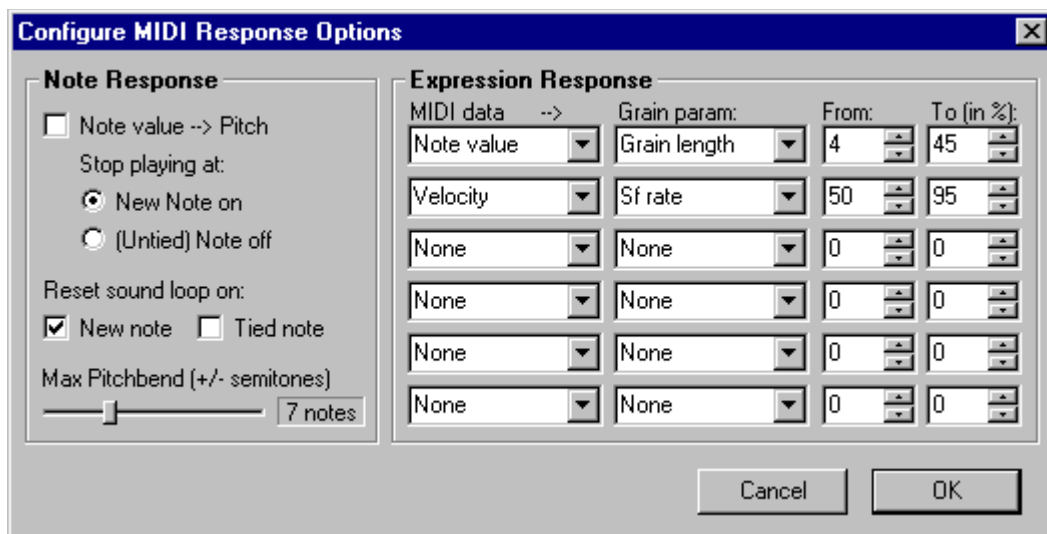 Configure MIDI Response Options
Note Response
Note value --> Pitch
Stop playing at:
New Note on
(Untied) Note off
Reset sound loop on:
New note Tied note
Max Pitchbend (+/- semitones)
7 notes
Expression Response
MIDI data --> Grain param: From: To (in %):
Note value Grain length 4 45
Velocity Sf rate 50 95
None None 0 0
None None 0 0
None None 0 0
None None 0 0
Cancel OK